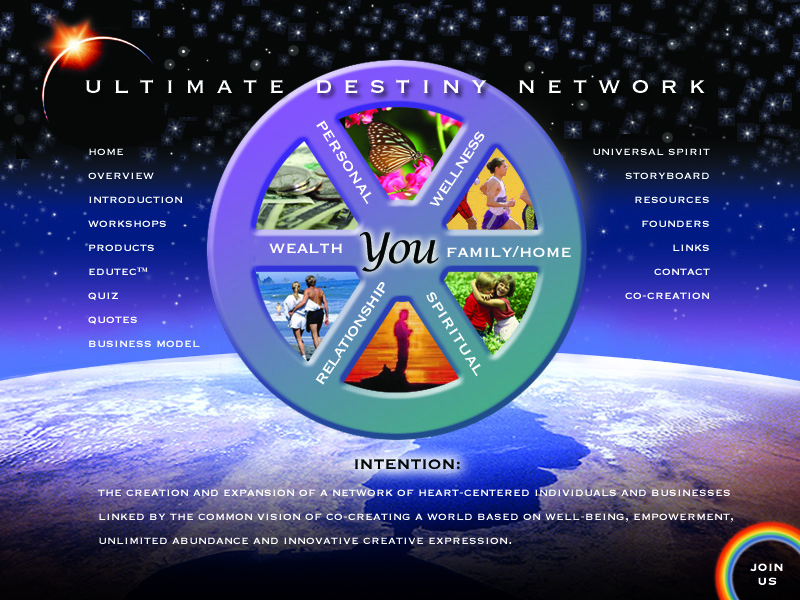 ULTIMATE DESTINY NETWORK
HOME
OVERVIEW
INTRODUCTION
WORKSHOPS
PRODUCTS
EDUTEC™
QUIZ
QUOTES
BUSINESS MODEL
PERSONAL
WELLNESS
WEALTH
You
FAMILY/HOME
RELATIONSHIP
SPIRITUAL
UNIVERSAL SPIRIT
STORYBOARD
RESOURCES
FOUNDERS
LINKS
CONTACT
CO-CREATION
INTENTION:
THE CREATION AND EXPANSION OF A NETWORK OF HEART-CENTERED INDIVIDUALS AND BUSINESSES
LINKED BY THE COMMON VISION OF CO-CREATING A WORLD BASED ON WELL-BEING, EMPOWERMENT,
UNLIMITED ABUNDANCE AND INNOVATIVE CREATIVE EXPRESSION.
JOIN
US